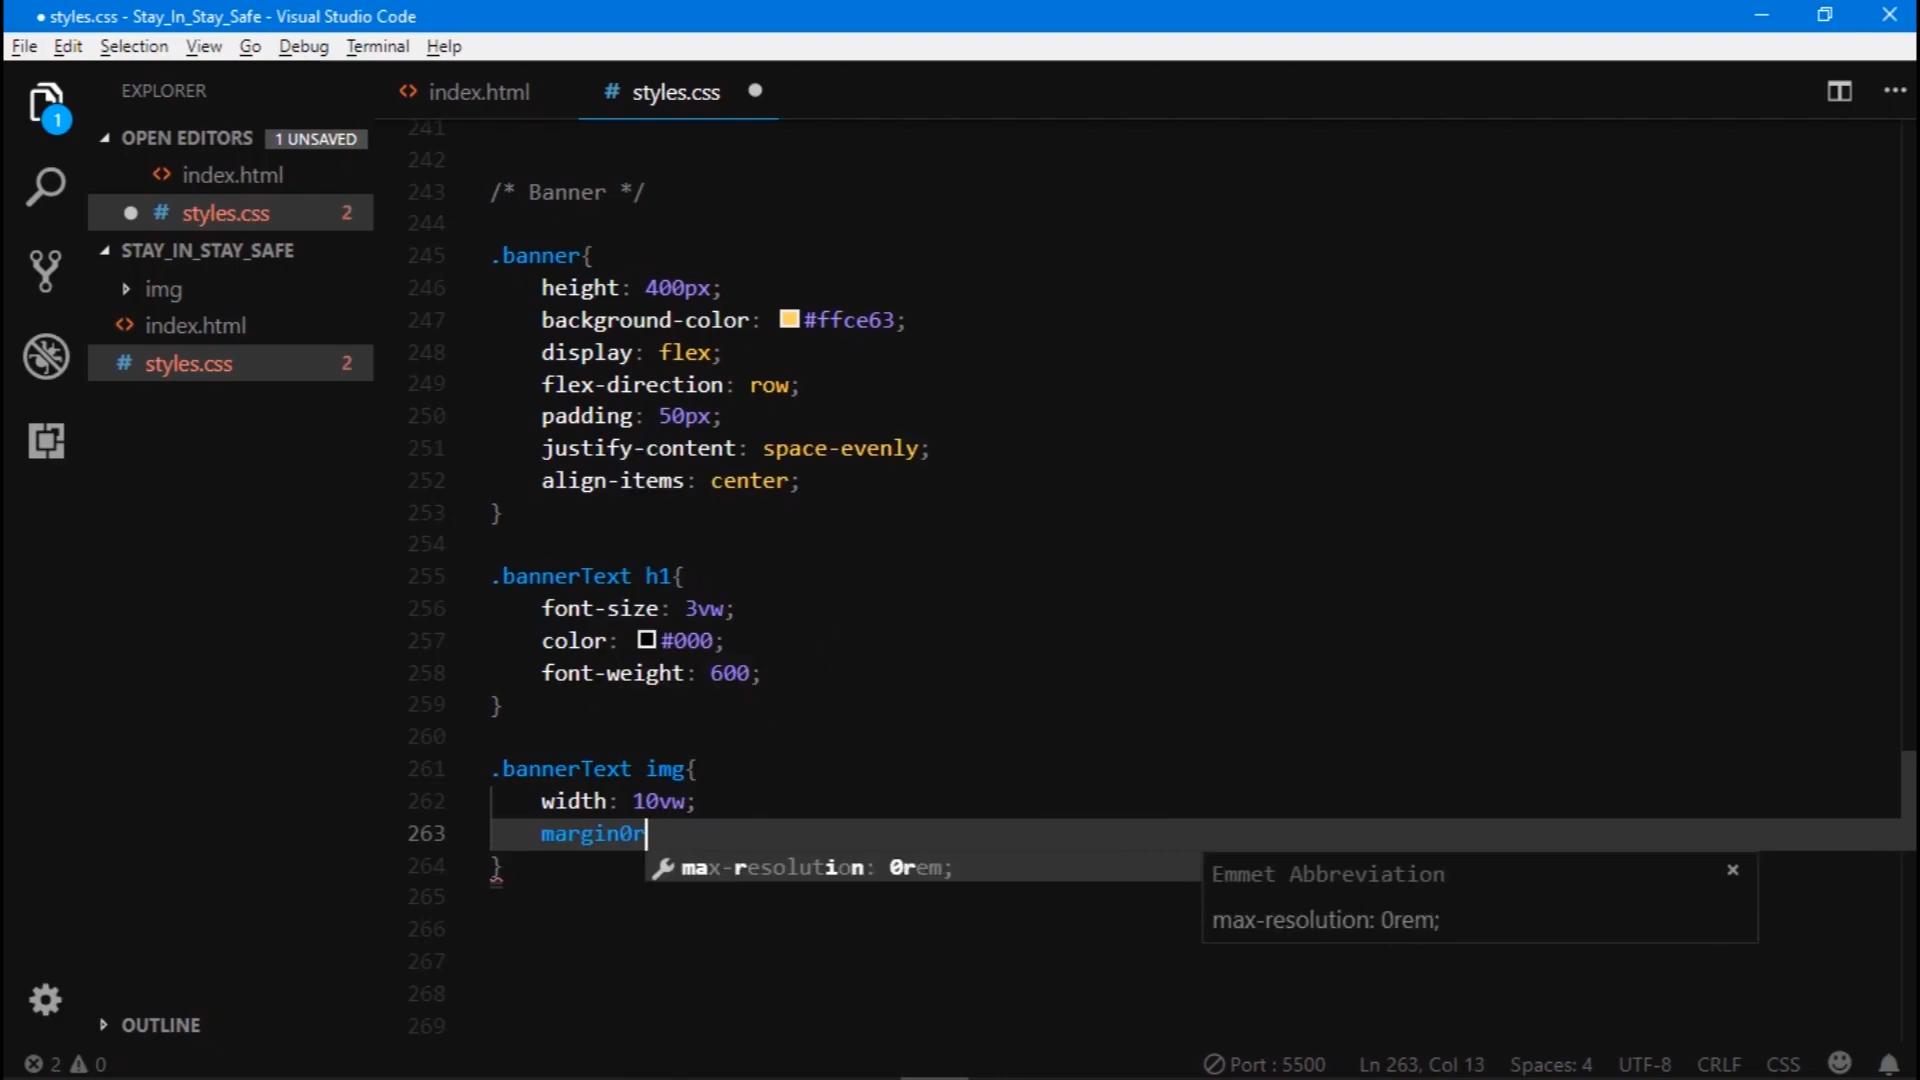 ● styles.css - Stay_In_Stay_Safe - Visual Studio Code
File Edit Selection View Go Debug Terminal Help
EXPLORER
<> index.html # styles.css ●
1
OPEN EDITORS 1 UNSAVED
<> index.html
● # styles.css 2
STAY_IN_STAY_SAFE
img
<> index.html
# styles.css 2
241
242
243 /* Banner */
244
245 .banner{
246 height: 400px;
247 background-color: #ffce63;
248 display: flex;
249 flex-direction: row;
250 padding: 50px;
251 justify-content: space-evenly;
252 align-items: center;
253 }
254
255 .bannerText h1{
256 font-size: 3vw;
257 color: #000;
258 font-weight: 600;
259 }
260
261 .bannerText img{
262 width: 10vw;
263 margin0r
264 }
max-resolution: 0rem;
Emmet Abbreviation ×
max-resolution: 0rem;
265
266
267
268
269
OUTLINE
2 0 Port : 5500 Ln 263, Col 13 Spaces: 4 UTF-8 CRLF CSS